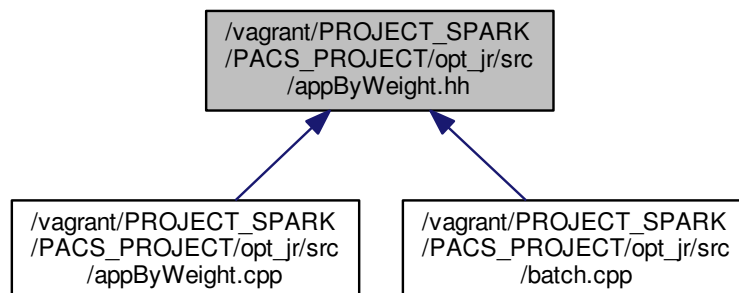 /vagrant/PROJECT_SPARK
/PACS_PROJECT/opt_jr/src
/appByWeight.hh
/vagrant/PROJECT_SPARK
/PACS_PROJECT/opt_jr/src
/appByWeight.cpp
/vagrant/PROJECT_SPARK
/PACS_PROJECT/opt_jr/src
/batch.cpp